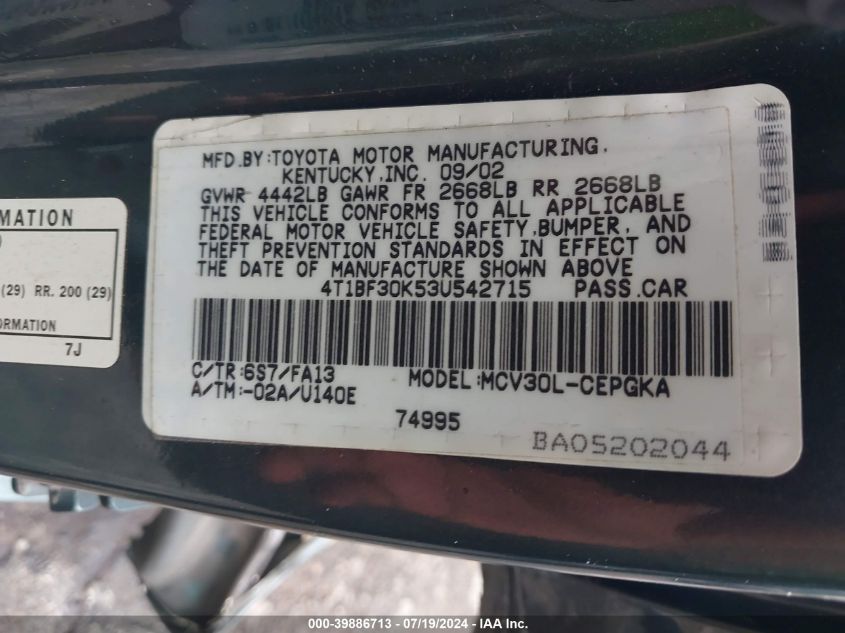 MFD.BY:TOYOTA MOTOR MANUFACTURING,
KENTUCKY,INC. 09/02
GVWR 4442LB GAWR FR 2668LB RR 2668LB
THIS VEHICLE CONFORMS TO ALL APPLICABLE
FEDERAL MOTOR VEHICLE SAFETY,BUMPER, AND
THEFT PREVENTION STANDARDS IN EFFECT ON
THE DATE OF MANUFACTURE SHOWN ABOVE
4T1BF30K53U542715 PASS.CAR
C/TR:6S7/FA13 MODEL:MCV30L-CEPGKA
A/TM:-02A/U140E
74995
BA05202044
(29) RR. 200 (29)
7J
000-39886713 - 07/19/2024 - IAA INC. BRANCH